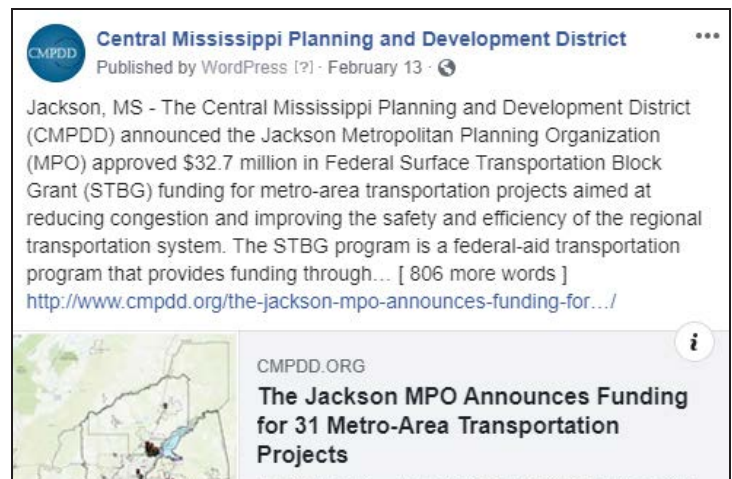 CMPDD
Central Mississippi Planning and Development District
Published by WordPress [?] · February 13 ·
Jackson, MS - The Central Mississippi Planning and Development District
(CMPDD) announced the Jackson Metropolitan Planning Organization
(MPO) approved $32.7 million in Federal Surface Transportation Block
Grant (STBG) funding for metro-area transportation projects aimed at
reducing congestion and improving the safety and efficiency of the regional
transportation system. The STBG program is a federal-aid transportation
program that provides funding through… [ 806 more words ]
http://www.cmpdd.org/the-jackson-mpo-announces-funding-for…/
i
CMPDD.ORG
The Jackson MPO Announces Funding
for 31 Metro-Area Transportation
Projects